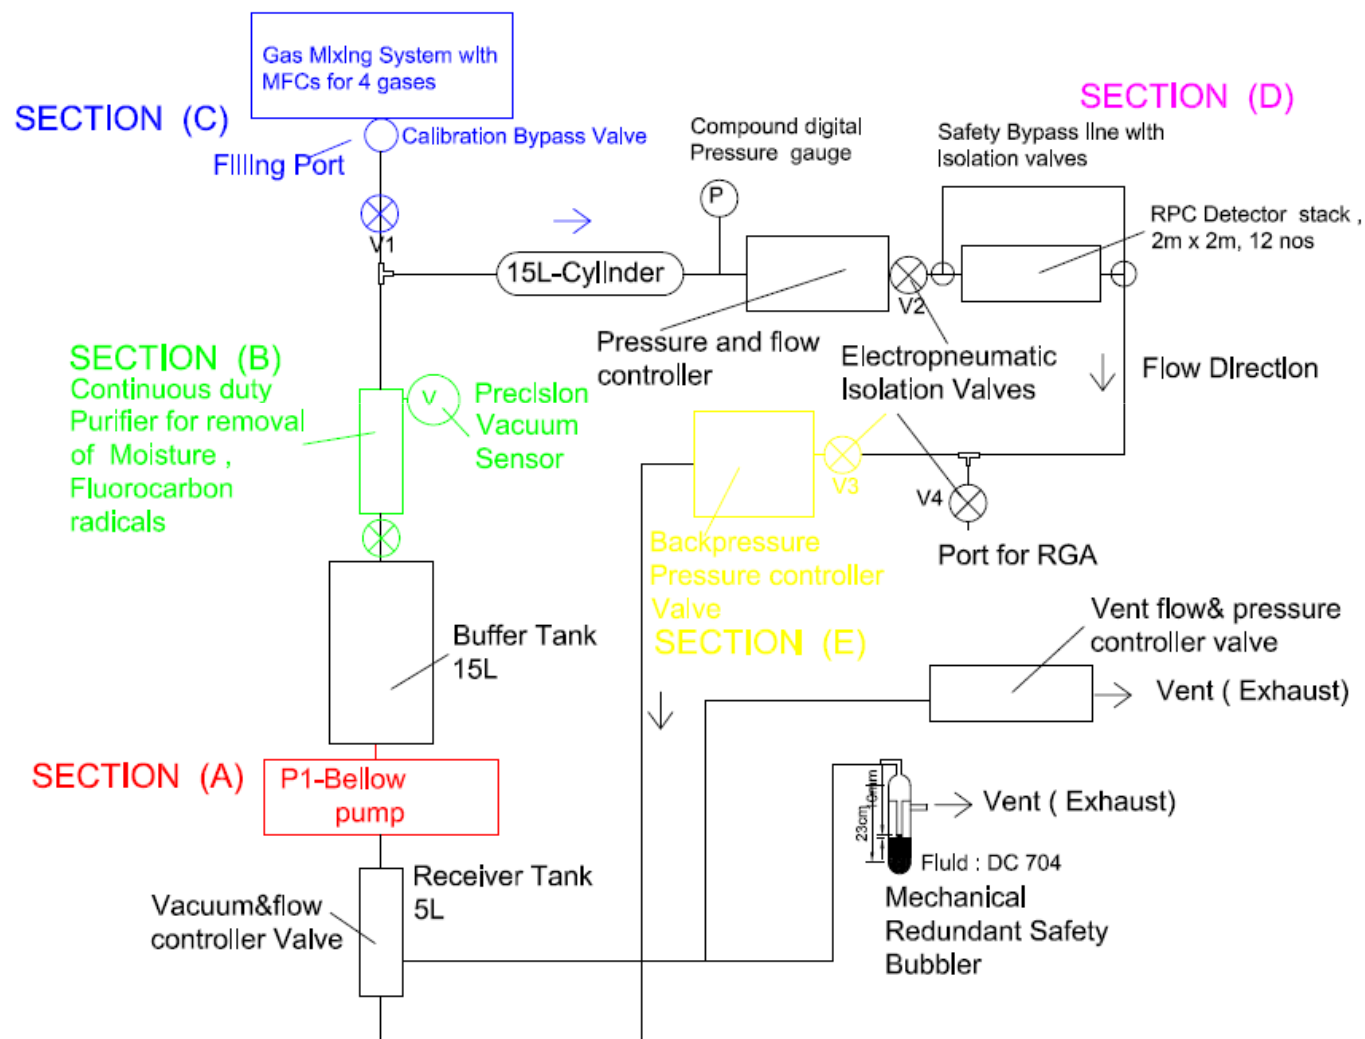 Gas Mixing System with
MFCs for 4 gases
SECTION (C)
Calibration Bypass Valve
Filling Port
V1
Compound digital
Pressure gauge
P
SECTION (D)
Safety Bypass line with
Isolation valves
RPC Detector stack ,
2m x 2m, 12 nos
15L-Cylinder
V2
Pressure and flow
controller
Electropneumatic
Isolation Valves
Flow Direction
SECTION (B)
Continuous duty
Purifier for removal
of Moisture ,
Fluorocarbon
radicals
V
Precision
Vacuum
Sensor
V3
V4
Port for RGA
Backpressure
Pressure controller
Valve
SECTION (E)
Buffer Tank
15L
Vent flow& pressure
controller valve
Vent ( Exhaust)
SECTION (A)
P1-Bellow
pump
10mm
23cm
Vent ( Exhaust)
Fluid : DC 704
Mechanical
Redundant Safety
Bubbler
Receiver Tank
5L
Vacuum&flow
controller Valve